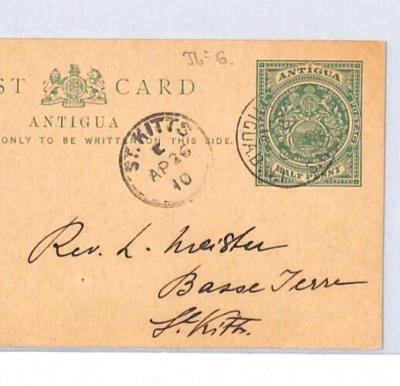 № 6.
ST CARD
ANTIGUA
ONLY TO BE WRITTEN ON THIS SIDE.
ANTIGUA
HALF PENNY
ST. KITTS
AP 26
10
Rev. L. Meister
Basse Terre
St. Kitts.